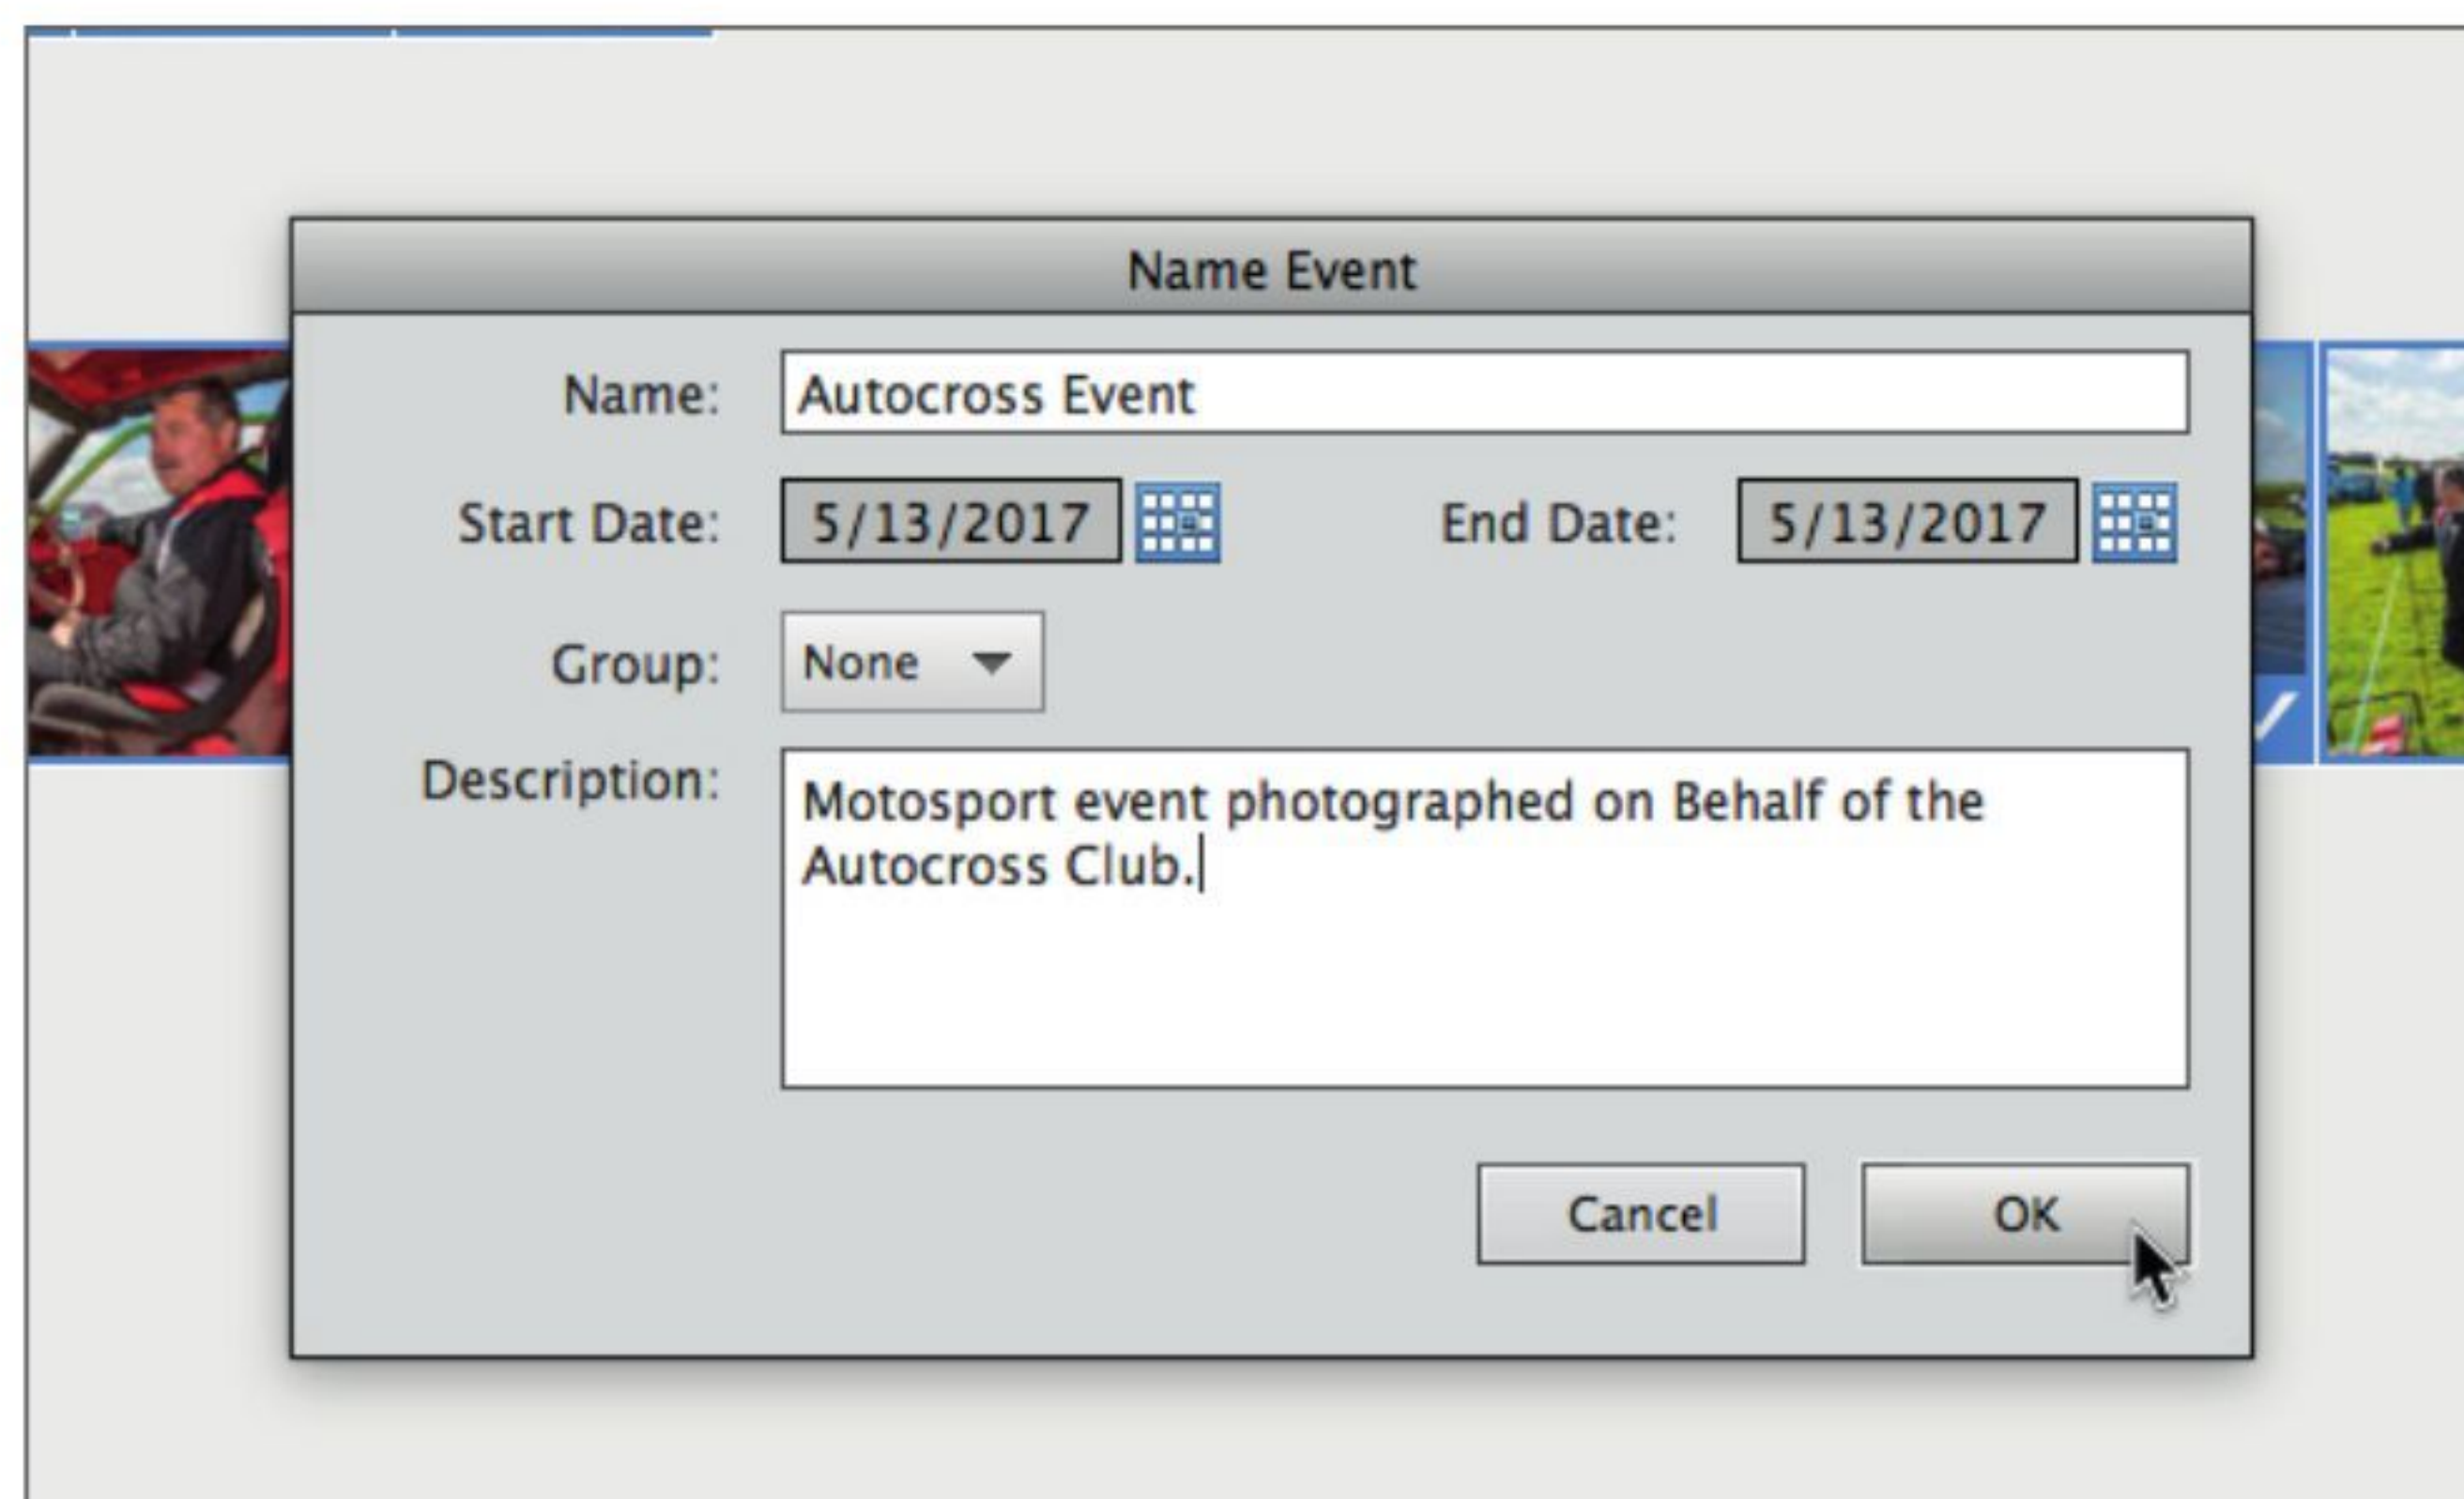 Name Event
Name: Autocross Event
Start Date: 5/13/2017 End Date: 5/13/2017
Group: None
Description: Motosport event photographed on Behalf of the
Autocross Club.
Cancel OK